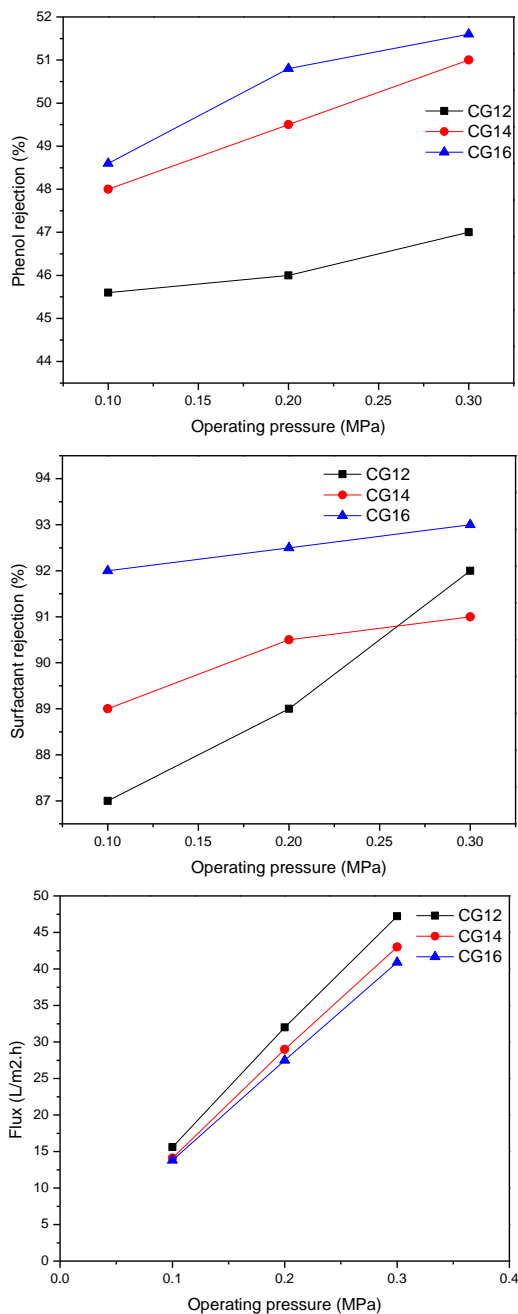 52
51
50
49
48
47
46
45
44
Phenol rejection (%)
CG12
CG14
CG16
0.10 0.15 0.20 0.25 0.30
Operating pressure (MPa)
94
93
92
91
90
89
88
87
Surfactant rejection (%)
CG12
CG14
CG16
0.10 0.15 0.20 0.25 0.30
Operating pressure (MPa)
50
45
40
35
30
25
20
15
10
5
0
Flux (L/m2.h)
CG12
CG14
CG16
0.0 0.1 0.2 0.3 0.4
Operating pressure (MPa)